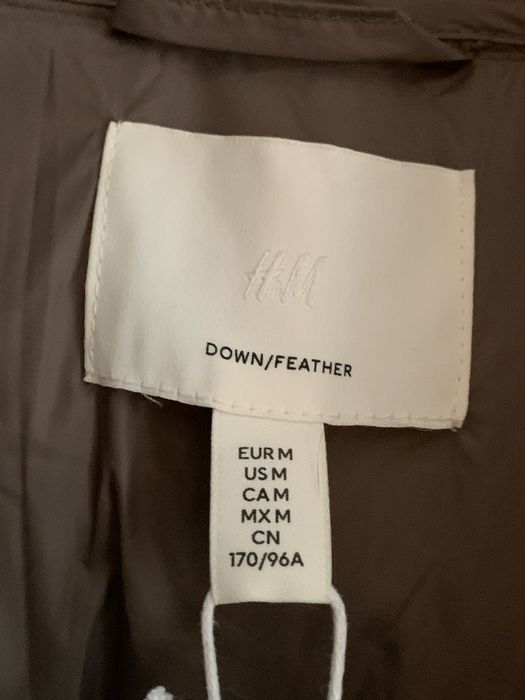 H&M
DOWN/FEATHER
EUR M
US M
CA M
MX M
CN
170/96A